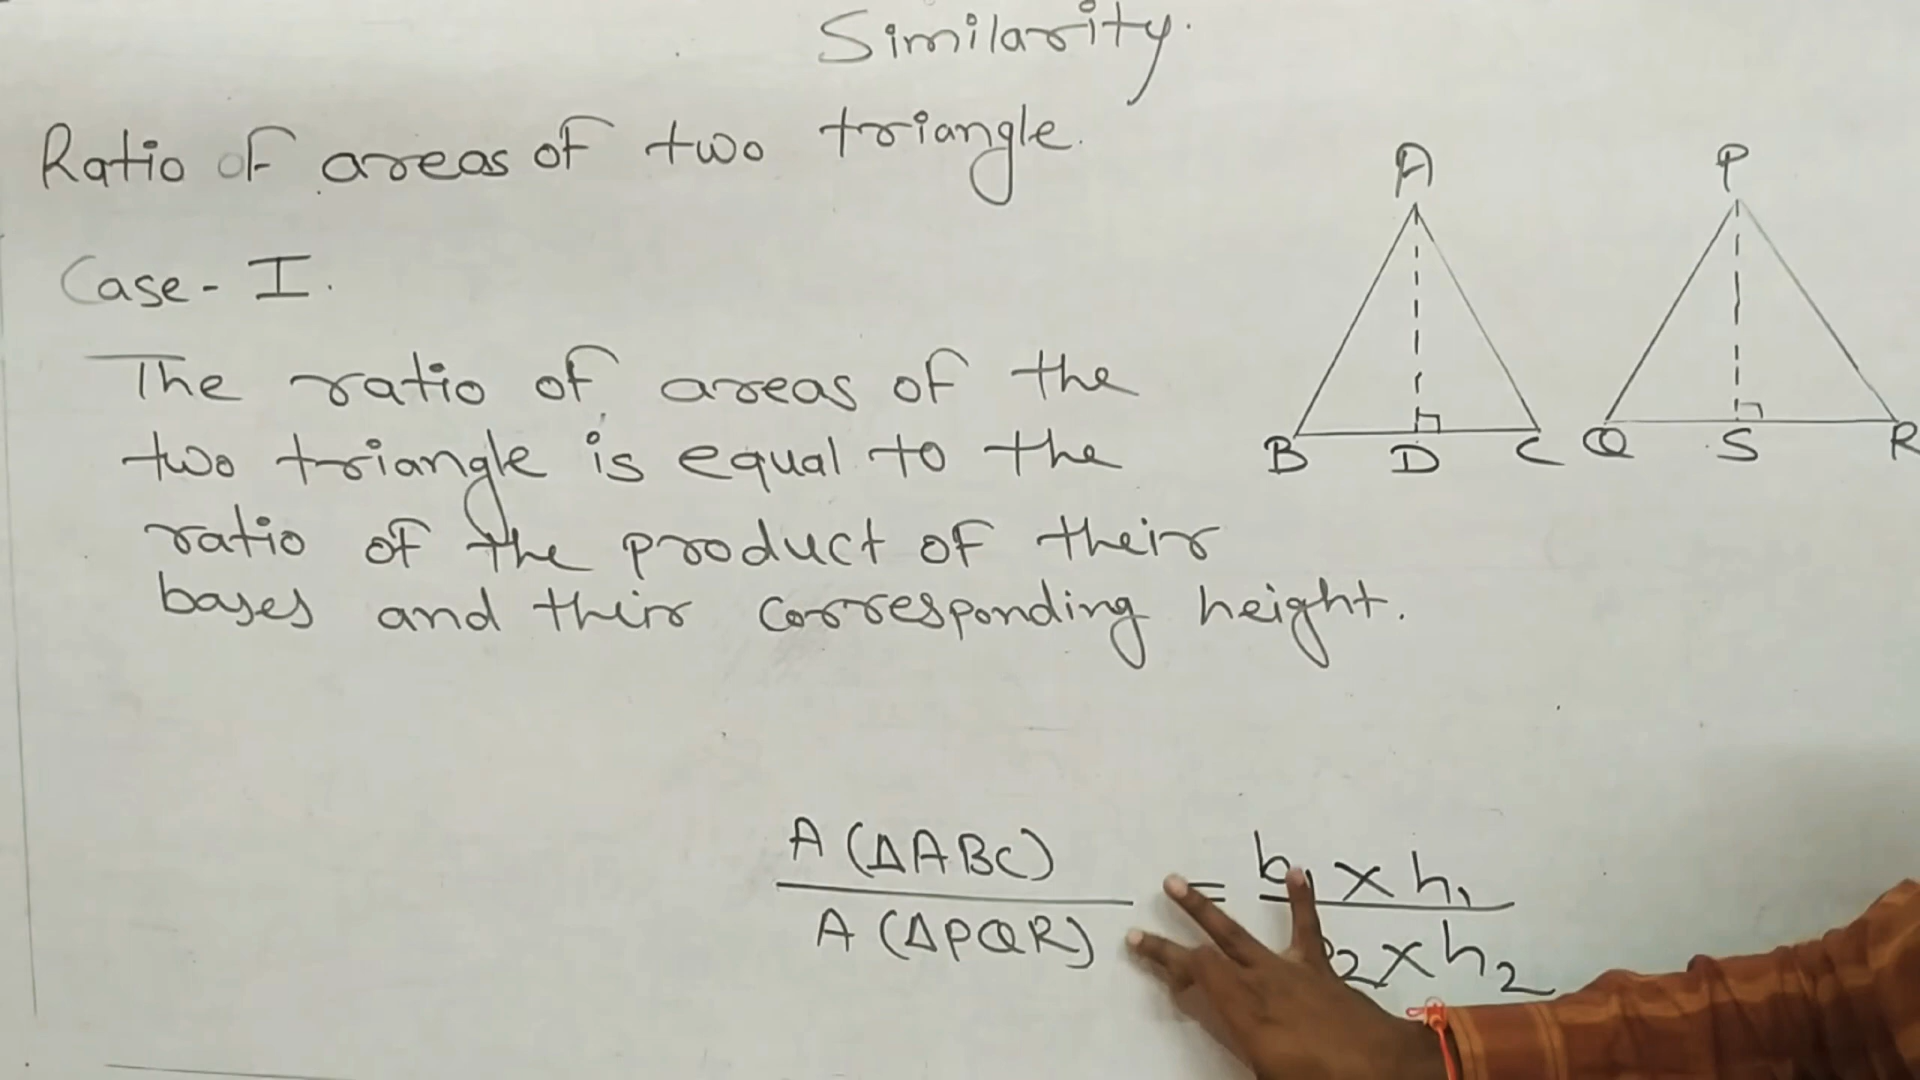 Similarity.
Ratio of areas of two triangle.
Case - I.
The ratio of areas of the
two triangle is equal to the
ratio of the product of their
bases and their corresponding height.
A P
B D C Q S R
A (ΔABC) = b1 × h1
A (ΔPQR) 2 × h2